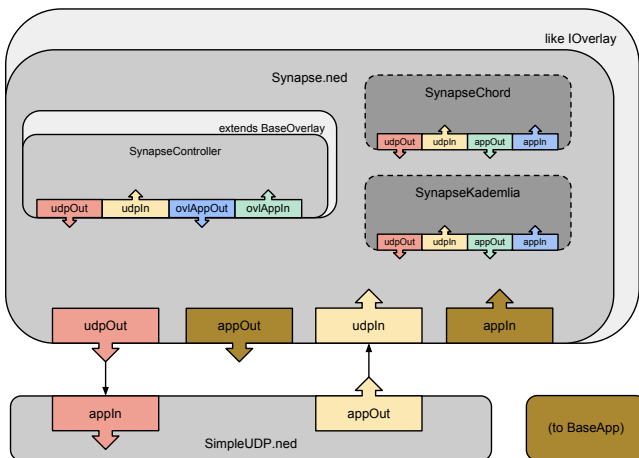 like IOverlay
Synapse.ned
SynapseChord
udpOut udpIn appOut appIn
extends BaseOverlay
SynapseController
udpOut udpIn ovlAppOut ovlAppIn
SynapseKademlia
udpOut udpIn appOut appIn
udpOut appOut udpIn appIn
appIn appOut
SimpleUDP.ned
(to BaseApp)